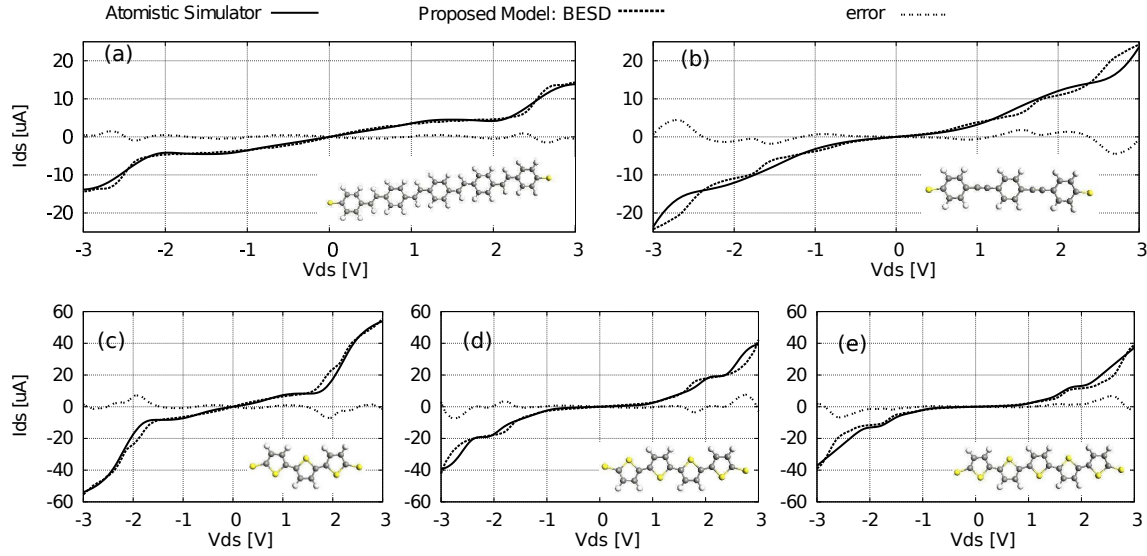 Atomistic Simulator Proposed Model: BESD error
(a) (b)
Ids [uA]
20 20
10 10
0 0
-10 -10
-20 -20
-3 -2 -1 0 1 2 3 -3 -2 -1 0 1 2 3
Vds [V] Vds [V]
(c) (d) (e)
Ids [uA]
60 60 60
40 40 40
20 20 20
0 0 0
-20 -20 -20
-40 -40 -40
-60 -60 -60
-3 -2 -1 0 1 2 3 -3 -2 -1 0 1 2 3 -3 -2 -1 0 1 2 3
Vds [V] Vds [V] Vds [V]